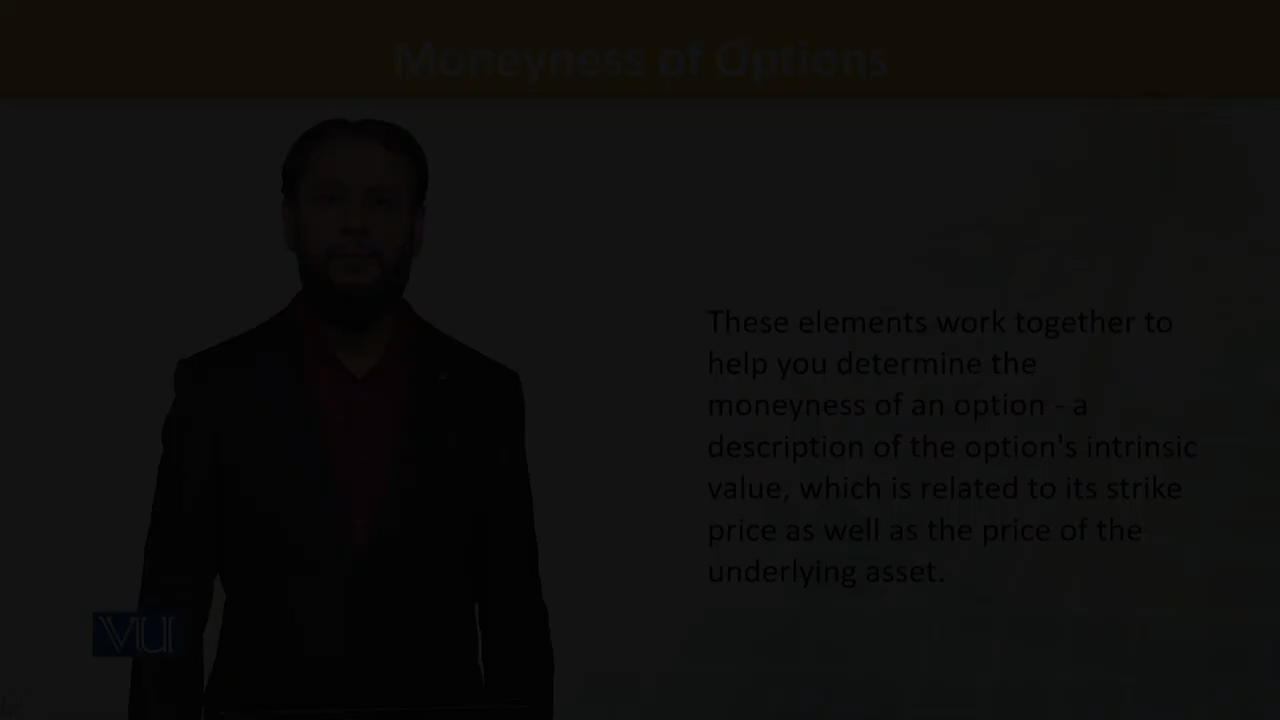 Moneyness of Options
These elements work together to
help you determine the
moneyness of an option - a
description of the option's intrinsic
value, which is related to its strike
price as well as the price of the
underlying asset.
VU